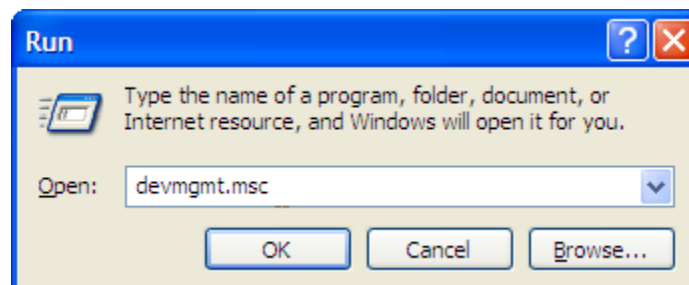 Run
Type the name of a program, folder, document, or
Internet resource, and Windows will open it for you.
Open: devmgmt.msc
OK Cancel Browse...